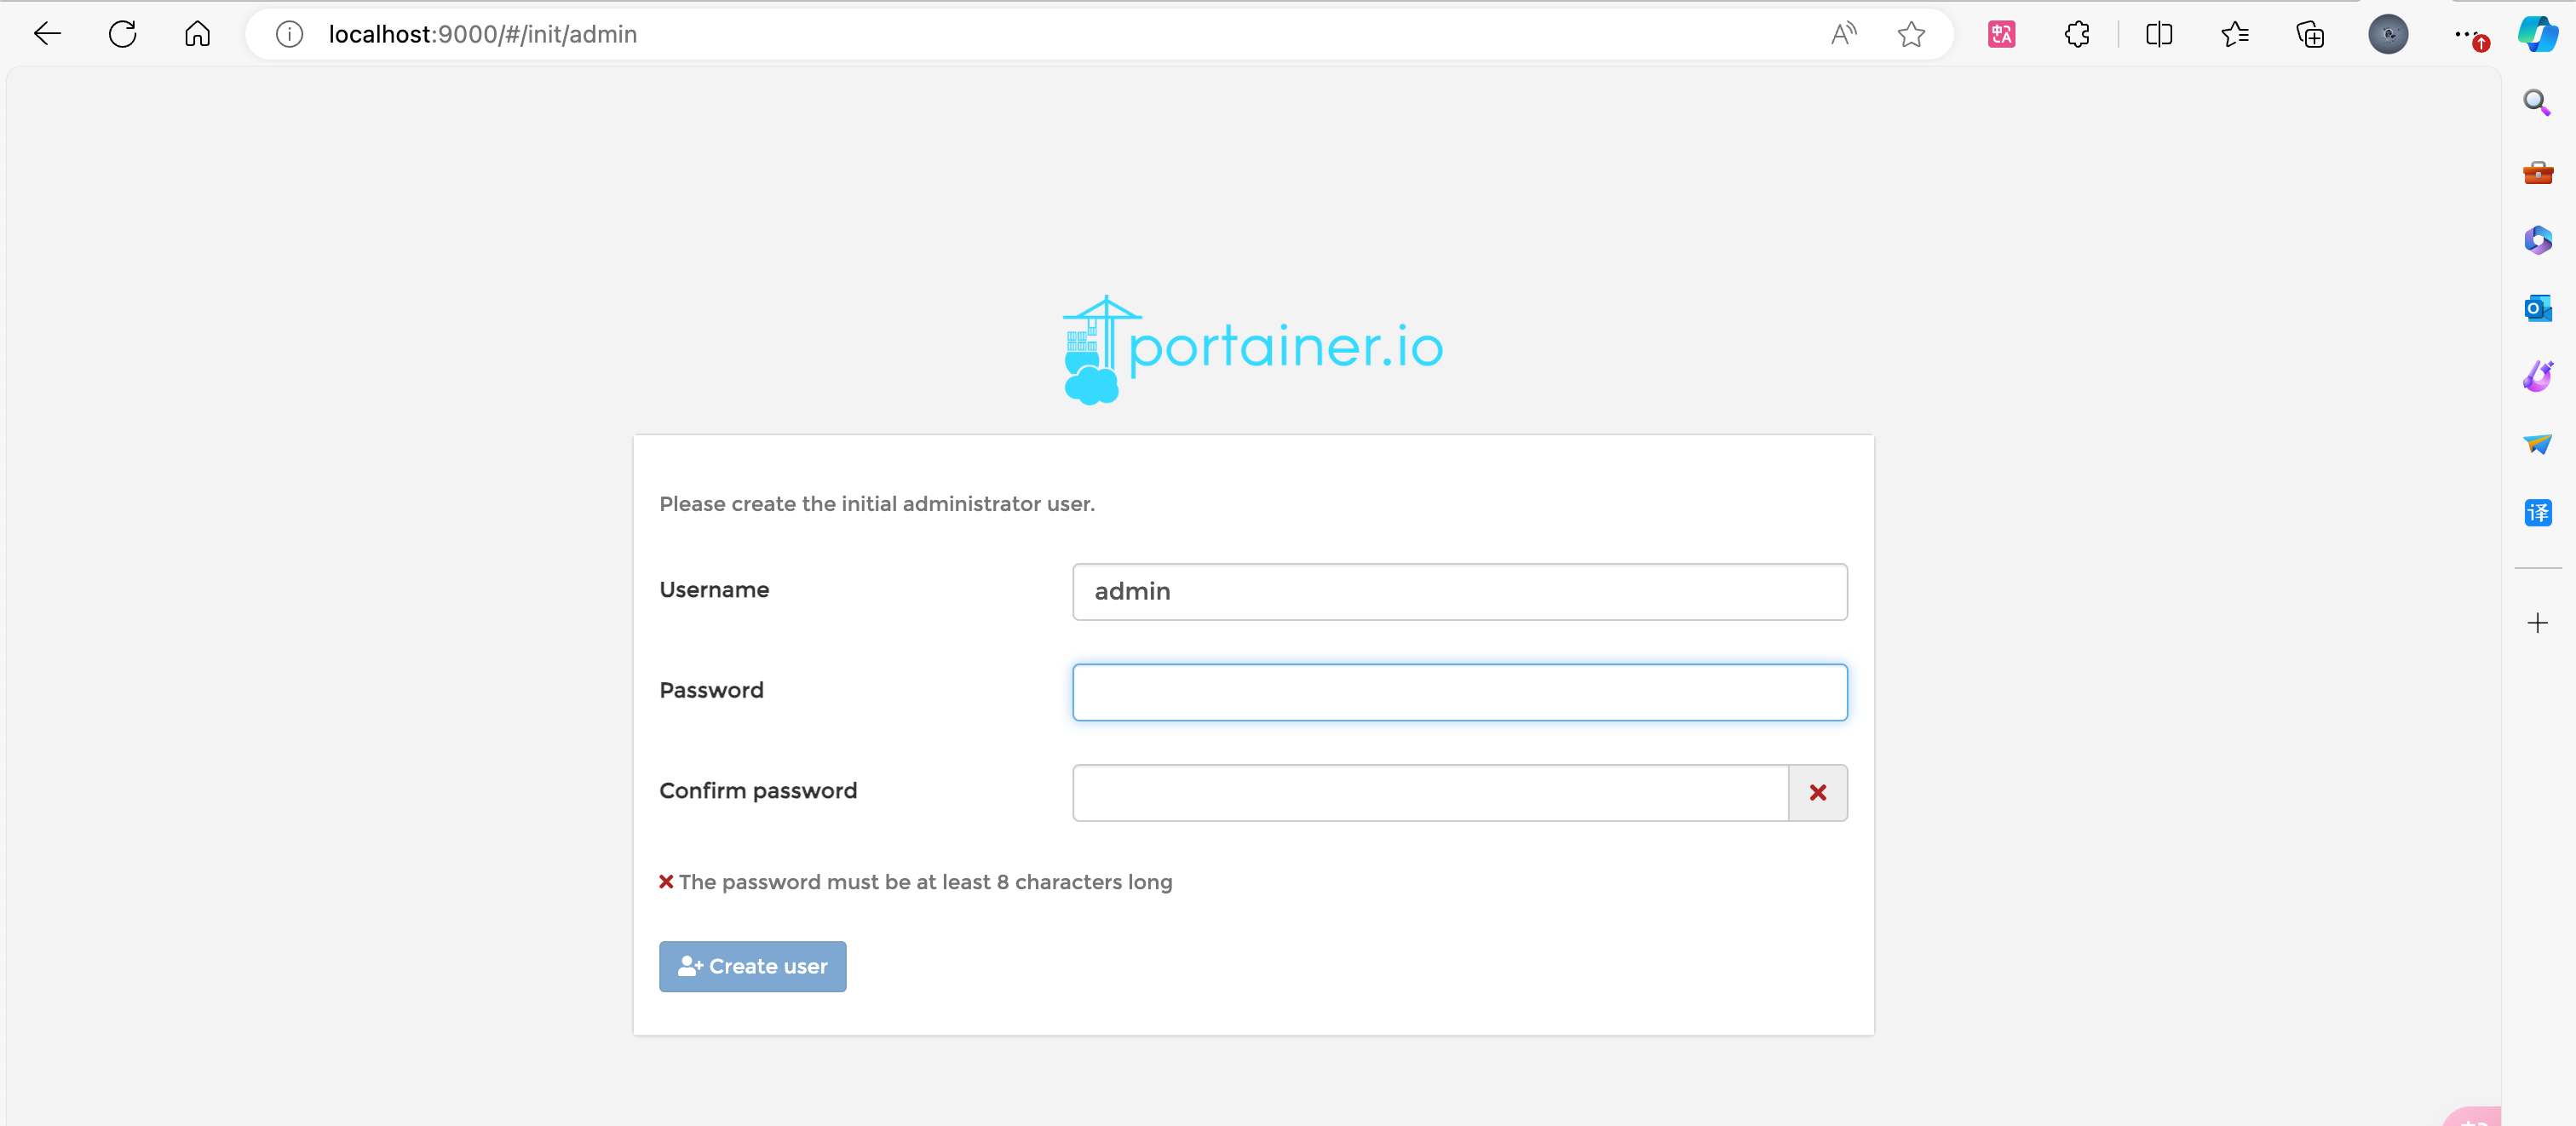 localhost:9000/#/init/admin
portainer.io
Please create the initial administrator user.
Username
admin
Password
Confirm password
The password must be at least 8 characters long
Create user
译